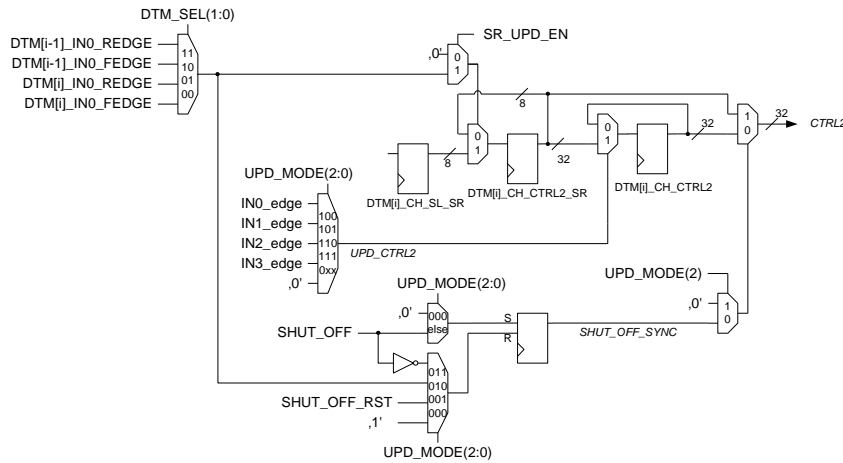 DTM_SEL(1:0)
DTM[i-1]_IN0_REDGE
DTM[i-1]_IN0_FEDGE
DTM[i]_IN0_REDGE
DTM[i]_IN0_FEDGE
11
10
01
00
SR_UPD_EN
‚0'
0
1
8
0
1
8
32
0
1
32
1
0
32
CTRL2
DTM[i]_CH_SL_SR
DTM[i]_CH_CTRL2_SR
DTM[i]_CH_CTRL2
UPD_MODE(2:0)
IN0_edge
IN1_edge
IN2_edge
IN3_edge
‚0'
100
101
110
111
0xx
UPD_CTRL2
UPD_MODE(2:0)
‚0'
000
else
SHUT_OFF
S
R
SHUT_OFF_SYNC
UPD_MODE(2)
‚0'
1
0
011
010
001
000
SHUT_OFF_RST
‚1'
UPD_MODE(2:0)